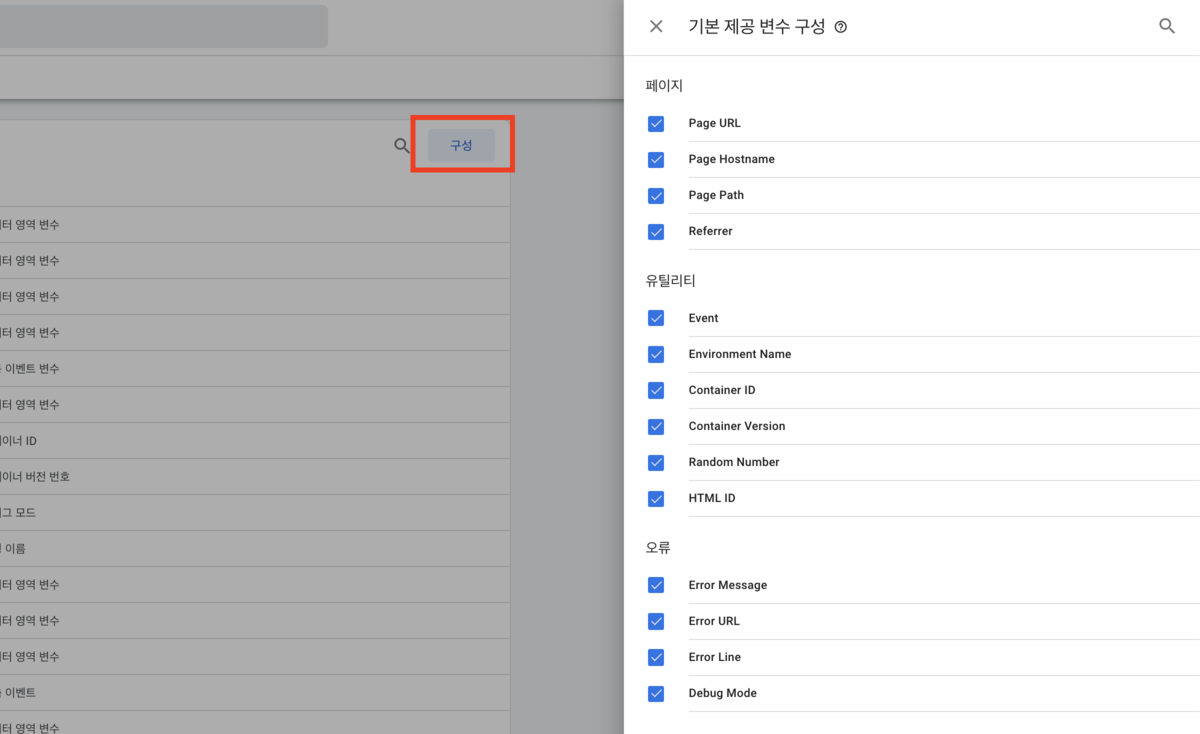 구성
터 영역 변수
터 영역 변수
터 영역 변수
터 영역 변수
이벤트 변수
터 영역 변수
이너 ID
이너 버전 번호
그 모드
이름
터 영역 변수
터 영역 변수
터 영역 변수
이벤트
터 영역 변수
기본 제공 변수 구성
페이지
Page URL
Page Hostname
Page Path
Referrer
유틸리티
Event
Environment Name
Container ID
Container Version
Random Number
HTML ID
오류
Error Message
Error URL
Error Line
Debug Mode